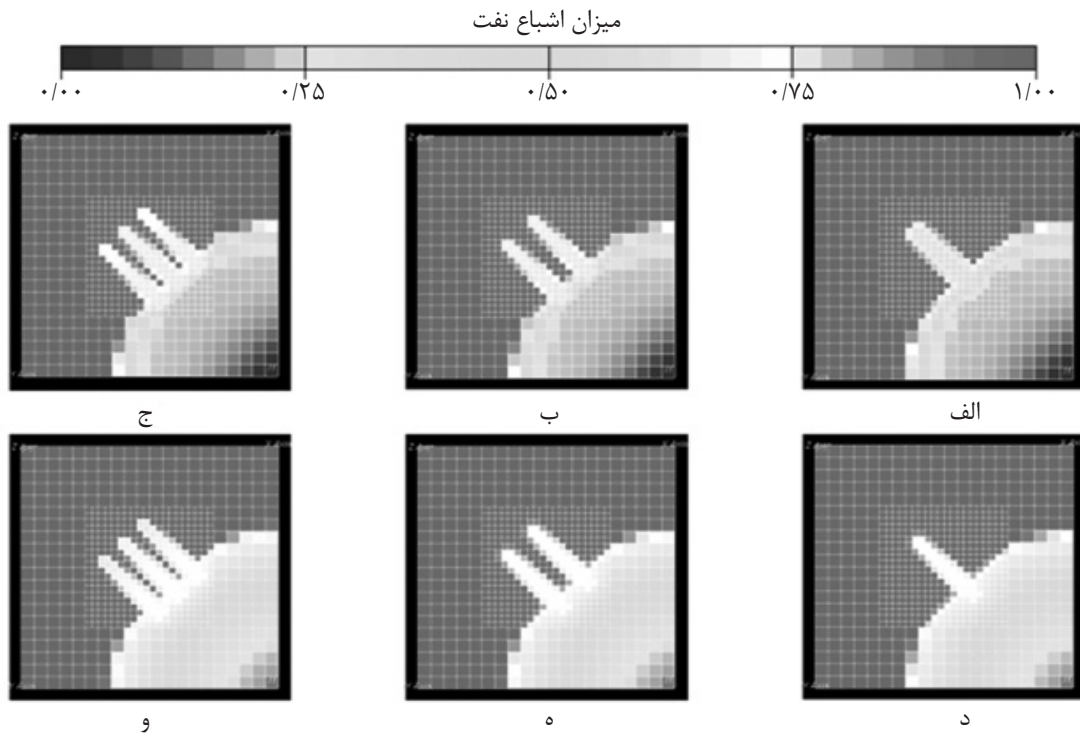 میزان اشباع نفت
۰/۰۰ ۰/۲۵ ۰/۵۰ ۰/۷۵ ۱/۰۰
الف ب ج
د ه و